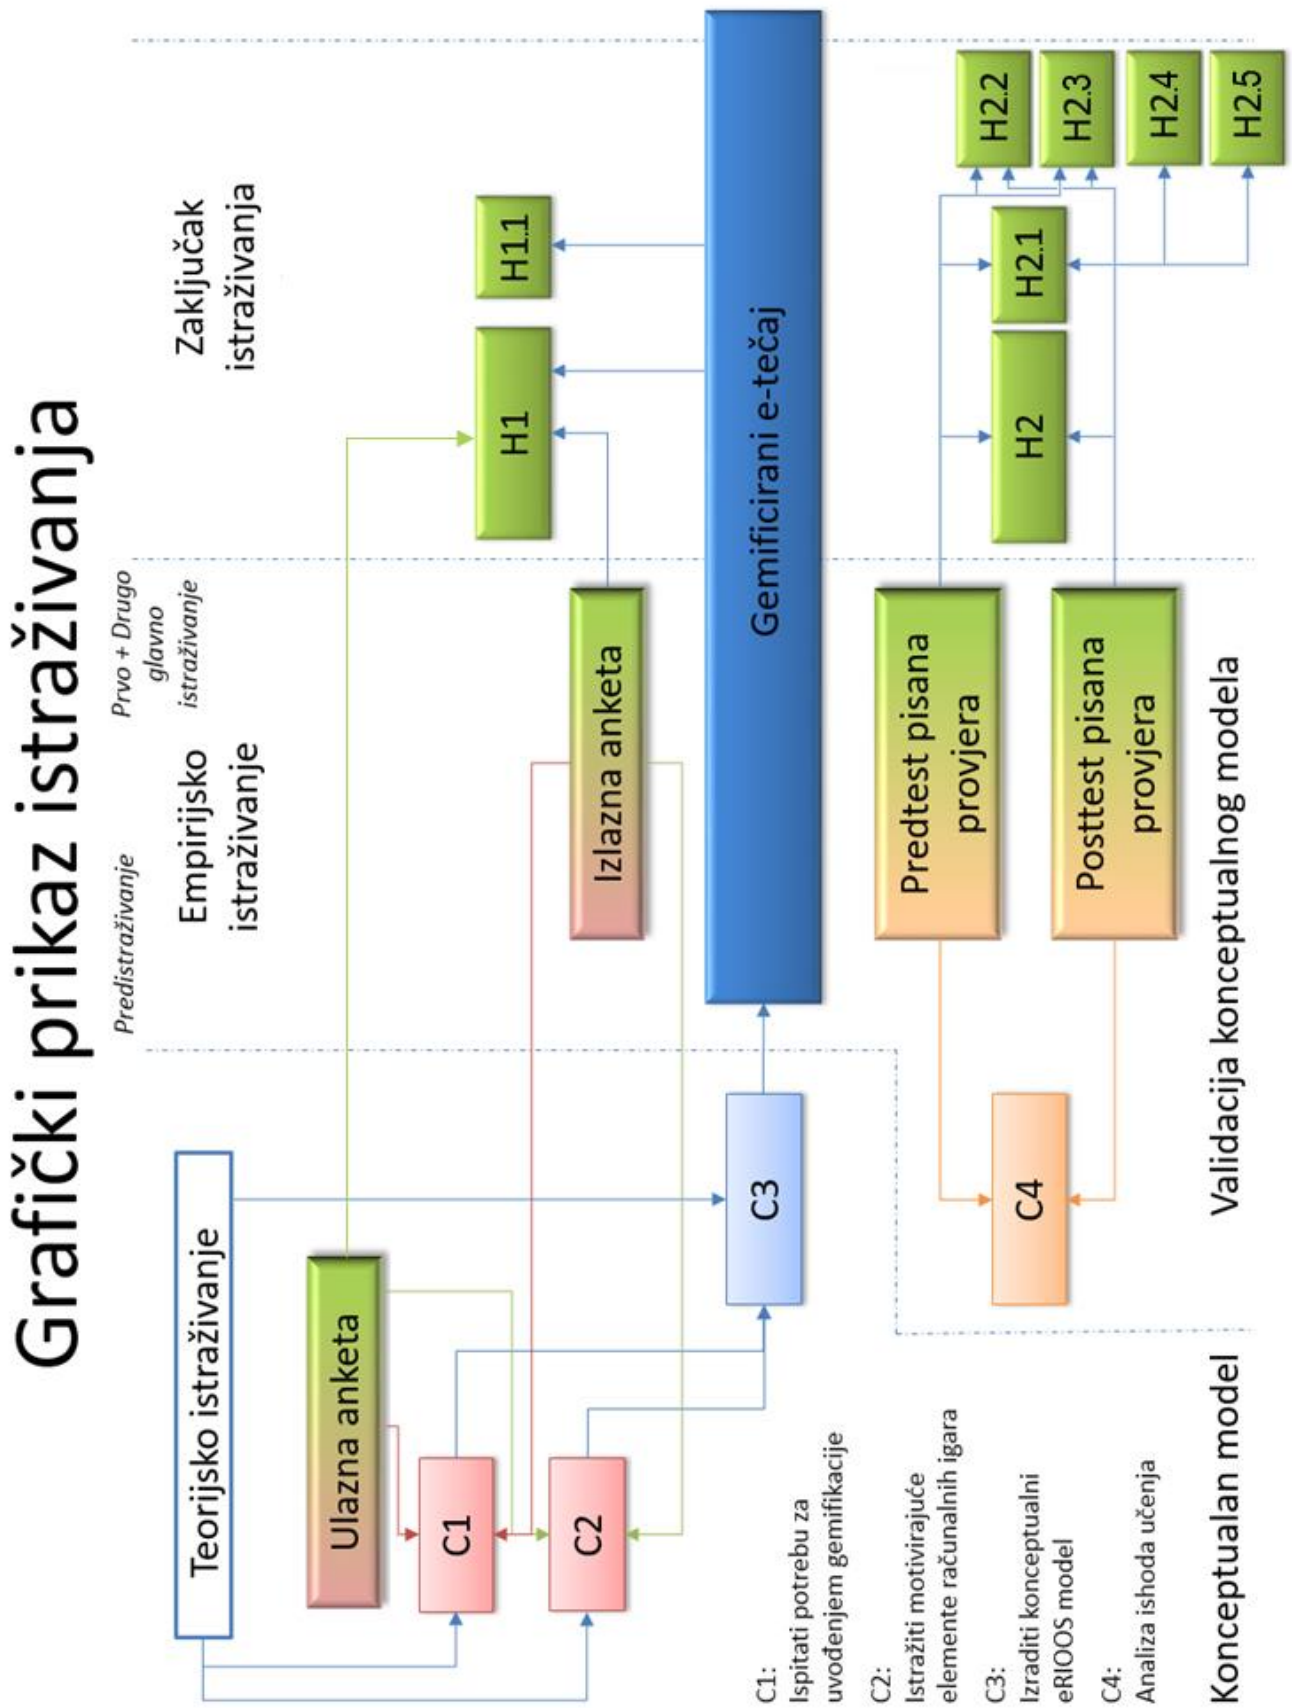 Grafički prikaz istraživanja
Predistraživanje
Prvo + Drugo
glavno
istraživanje
Empirijsko
istraživanje
Zaključak
istraživanja
Teorijsko istraživanje
Ulazna anketa
C1
C2
C3
Izlazna anketa
H1
H1.1
Gemificirani e-tečaj
C4
Predtest pisana
provjera
Posttest pisana
provjera
H2
H2.1
H2.2
H2.3
H2.4
H2.5
C1:
Ispitati potrebu za
uvođenjem gemifikacije
C2:
Istražiti motivirajuće
elemente računalnih igara
C3:
Izraditi konceptualni
eRIOOS model
C4:
Analiza ishoda učenja
Konceptualan model
Validacija konceptualnog modela